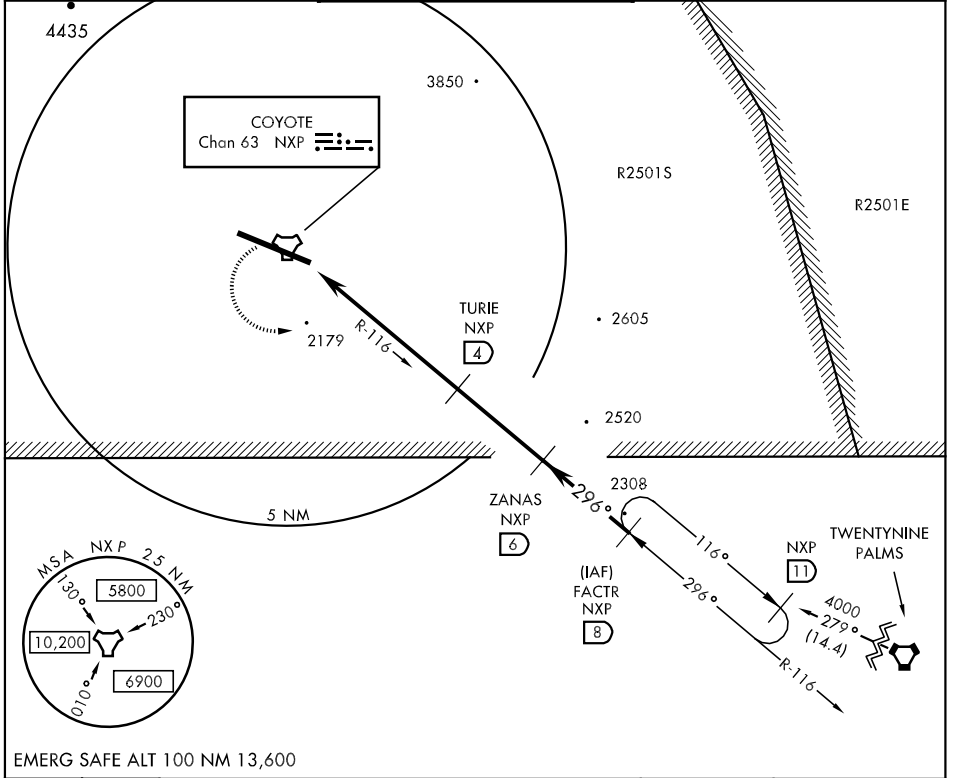 4435
3850
COYOTE
Chan 63 NXP
R2501S
R2501E
TURIE
NXP
4
2605
2179
R-116
2520
ZANAS
NXP
6
296°
2308
5 NM
116°
NXP
11
TWENTYNINE
PALMS
(IAF)
FACTR
NXP
8
296°
4000
279°
(14.4)
R-116
MSA NXP 25 NM
130°
5800
230°
10,200
010°
6900
EMERG SAFE ALT 100 NM 13,600